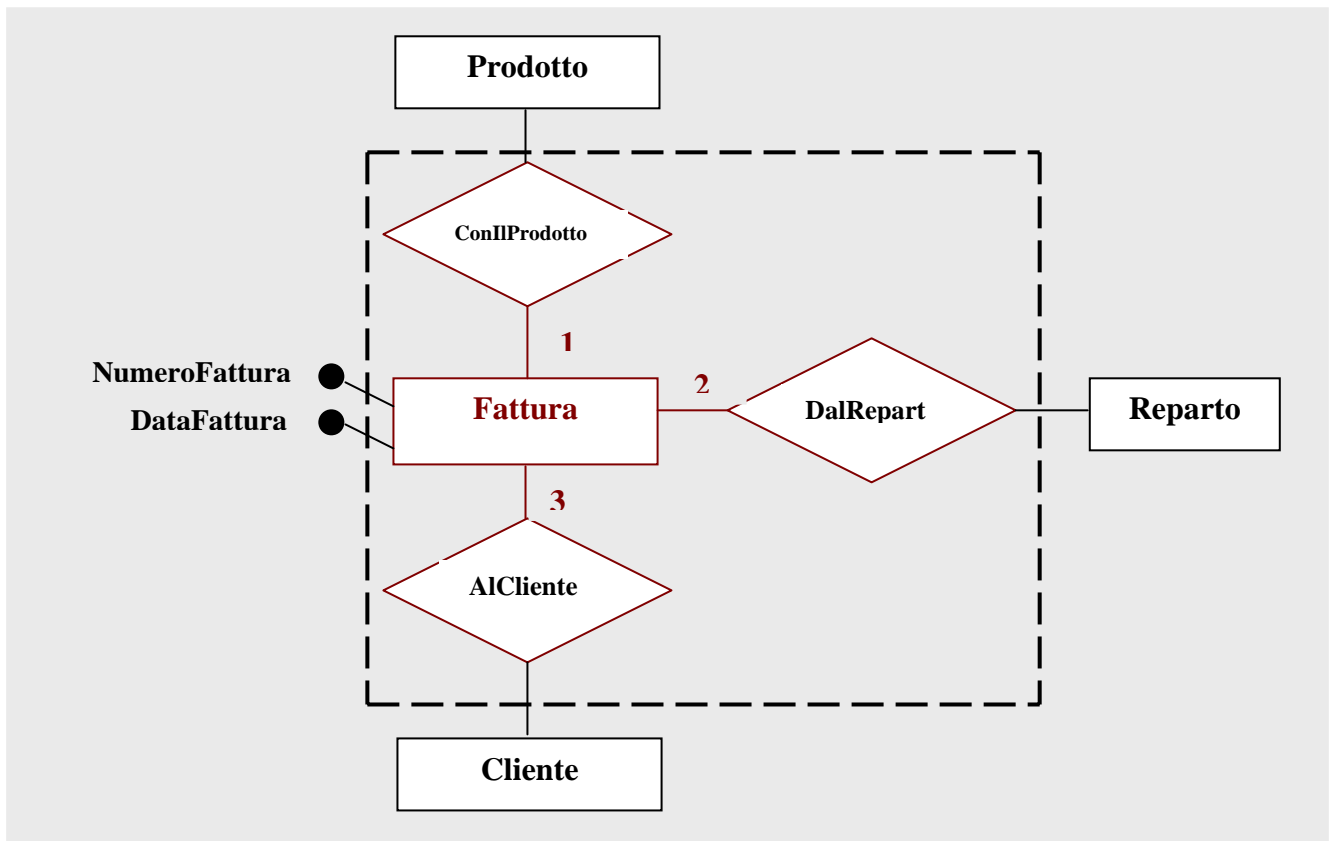 Prodotto
ConIlProdotto
1
NumeroFattura
DataFattura
Fattura
2
DalRepart
Reparto
3
AlCliente
Cliente